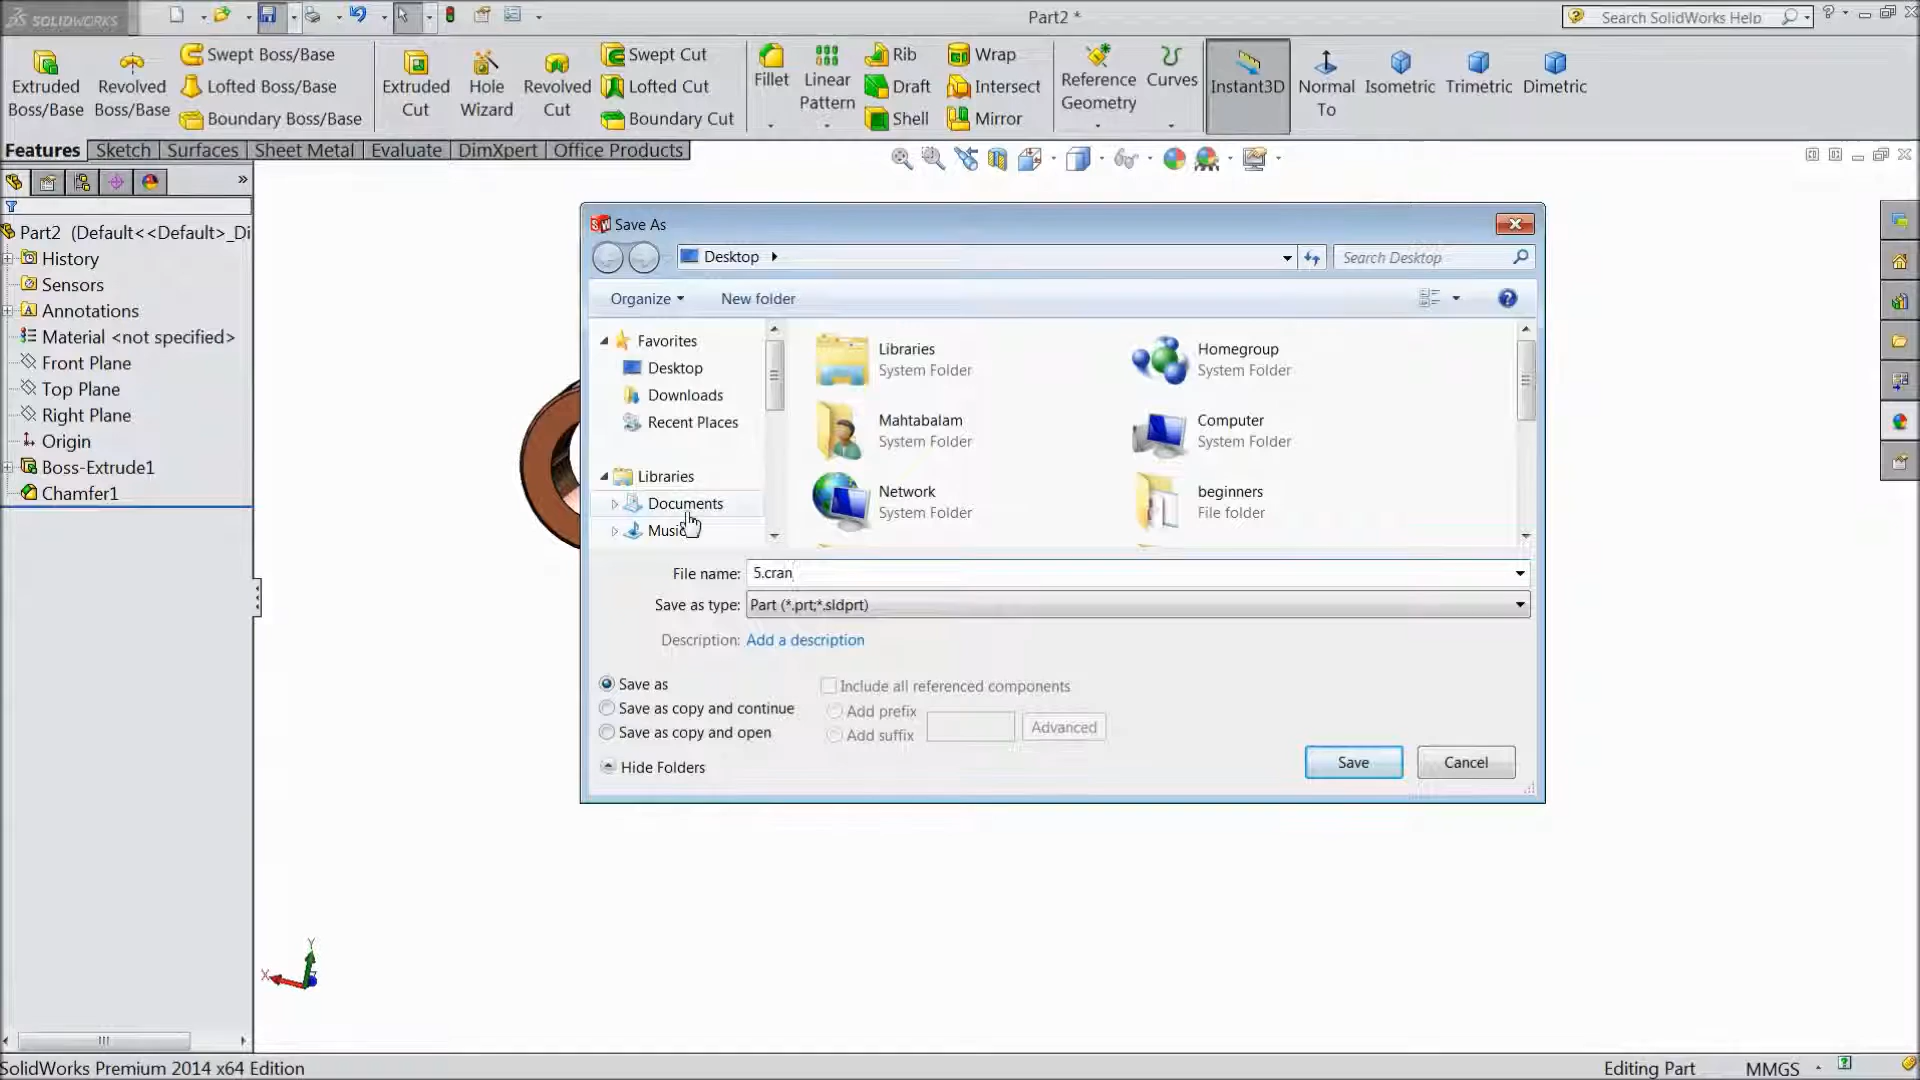 SOLIDWORKS
Part2 *
Search SolidWorks Help
Extruded Boss/Base
Revolved Boss/Base
Swept Boss/Base
Lofted Boss/Base
Boundary Boss/Base
Extruded Cut
Hole Wizard
Revolved Cut
Swept Cut
Lofted Cut
Boundary Cut
Fillet
Linear Pattern
Rib
Draft
Shell
Wrap
Intersect
Mirror
Reference Geometry
Curves
Instant3D
Normal To
Isometric
Trimetric
Dimetric
Features
Sketch
Surfaces
Sheet Metal
Evaluate
DimXpert
Office Products
Part2 (Default<<Default>_Di
History
Sensors
Annotations
Material <not specified>
Front Plane
Top Plane
Right Plane
Origin
Boss-Extrude1
Chamfer1
Save As
Desktop
Search Desktop
Organize
New folder
Favorites
Desktop
Downloads
Recent Places
Libraries
Documents
Music
Libraries
System Folder
Homegroup
System Folder
Mahtabalam
System Folder
Computer
System Folder
Network
System Folder
beginners
File folder
File name: 5.cran
Save as type: Part (*.prt;*.sldprt)
Description: Add a description
Save as
Save as copy and continue
Save as copy and open
Include all referenced components
Add prefix
Add suffix
Advanced
Hide Folders
Save
Cancel
Y
X
Z
SolidWorks Premium 2014 x64 Edition
Editing Part
MMGS